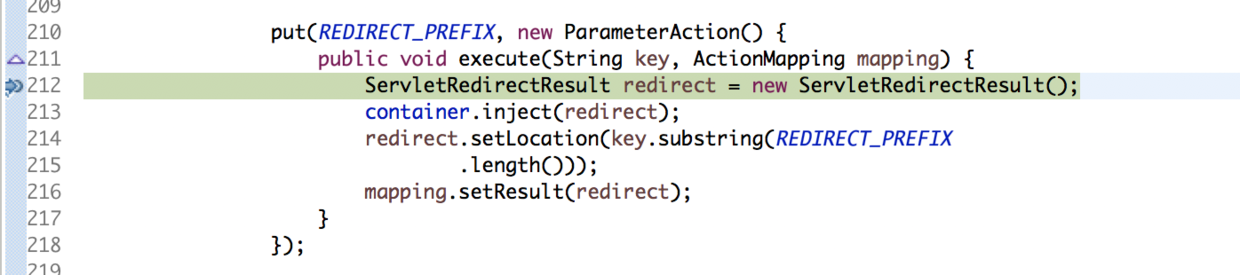 209
210 put(REDIRECT_PREFIX, new ParameterAction() {
211 public void execute(String key, ActionMapping mapping) {
212 ServletRedirectResult redirect = new ServletRedirectResult();
213 container.inject(redirect);
214 redirect.setLocation(key.substring(REDIRECT_PREFIX
215 .length()));
216 mapping.setResult(redirect);
217 }
218 });
219